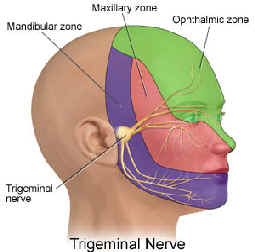 Maxillary zone
Mandibular zone
Ophthalmic zone
Trigeminal
nerve
Trigeminal Nerve